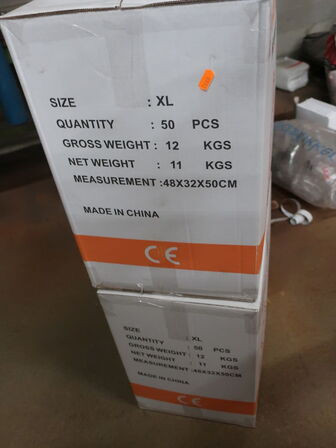 SIZE : XL
QUANTITY : 50 PCS
GROSS WEIGHT : 12 KGS
NET WEIGHT : 11 KGS
MEASUREMENT :48X32X50CM
MADE IN CHINA
CE
SIZE : XL
QUANTITY : 50 PCS
GROSS WEIGHT : 12 KGS
NET WEIGHT : 11 KGS
MEASUREMENT :48X32X50CM
MADE IN CHINA
CE